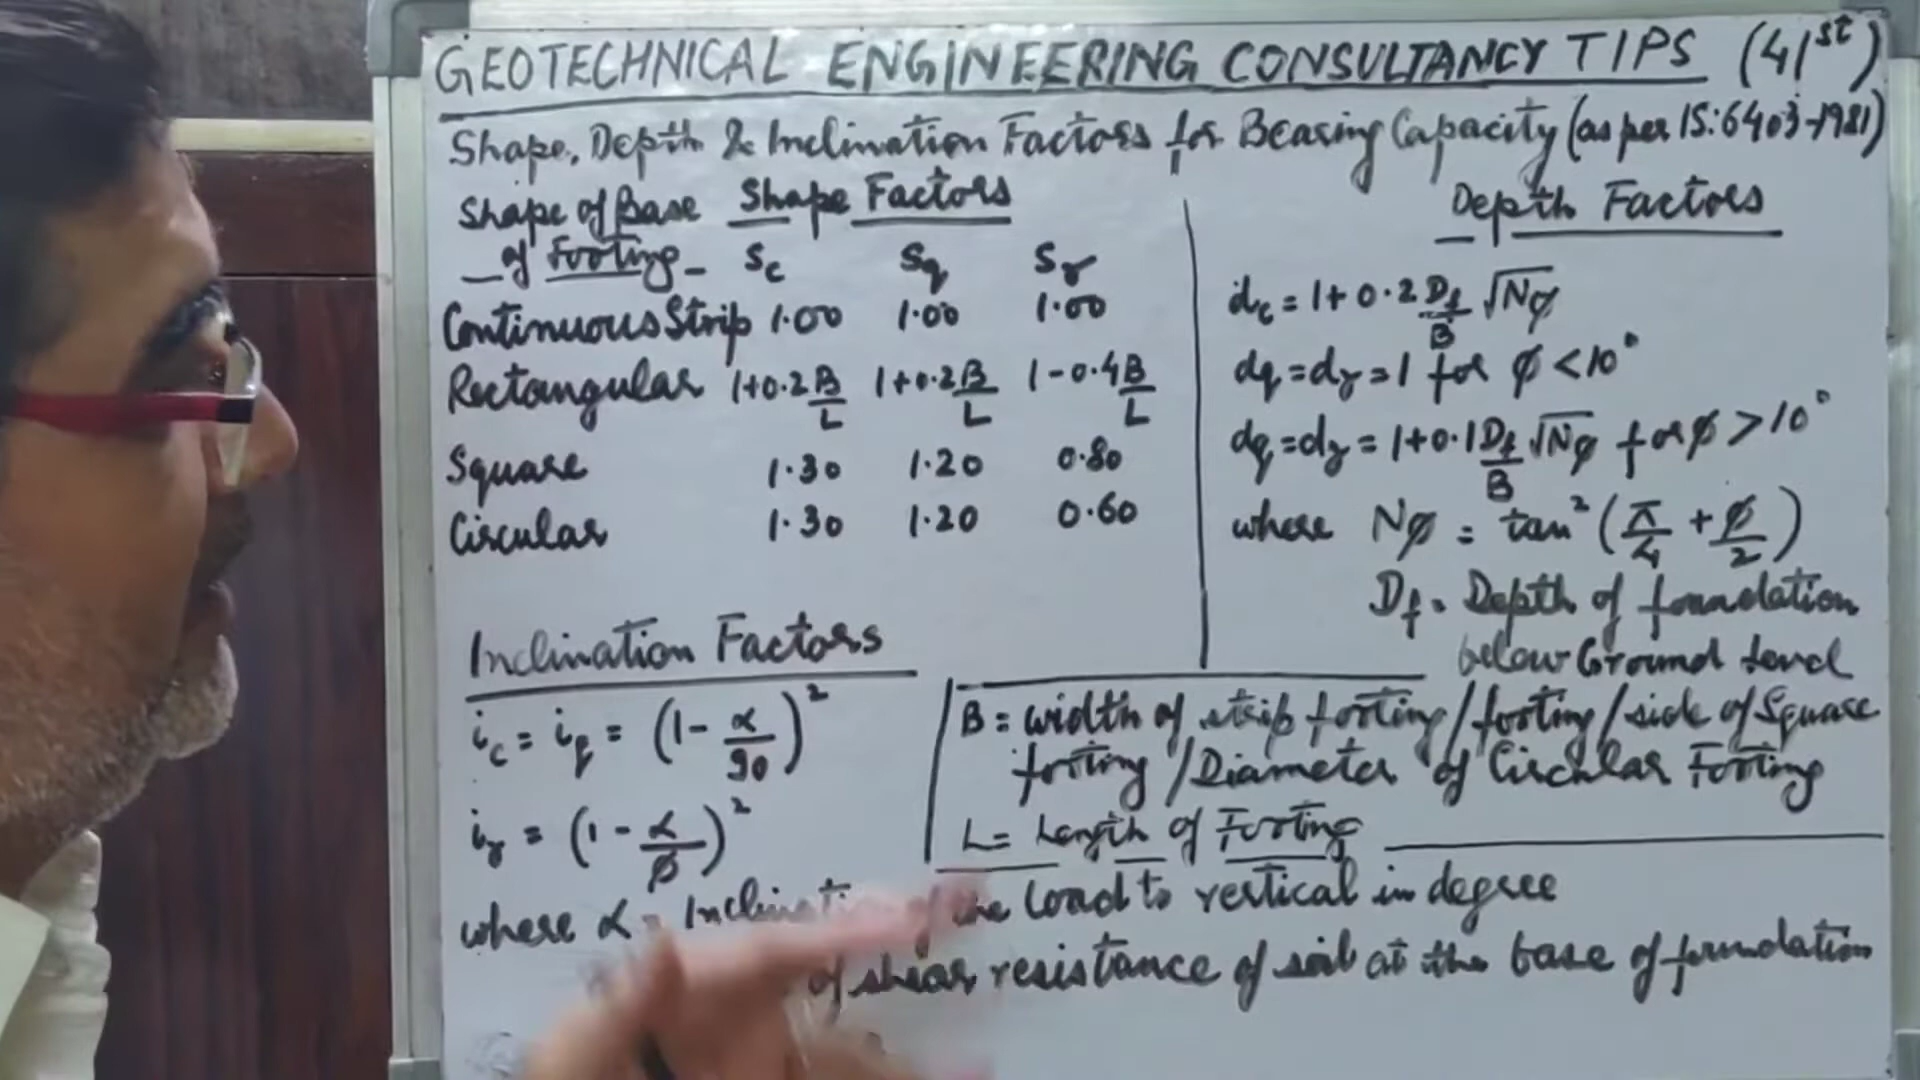 GEOTECHNICAL ENGINEERING CONSULTANCY TIPS (41st)
Shape, Depth & Inclination Factors for Bearing Capacity (as per IS:6403-1981)
Shape of Base Shape Factors
of Footing Sc Sq Sγ
Continuous Strip 1.00 1.00 1.00
Rectangular 1+0.2B/L 1+0.2B/L 1-0.4B/L
Square 1.30 1.20 0.80
Circular 1.30 1.20 0.60
Depth Factors
dc = 1+0.2 Df/B √Nφ
dq = dγ = 1 for φ < 10°
dq = dγ = 1+0.1 Df/B √Nφ for φ > 10°
where Nφ = tan² (π/4 + φ/2)
Df = Depth of foundation
below Ground Level
Inclination Factors
ic = iq = (1 - α/90)²
iγ = (1 - α/φ)²
B = width of strip footing/footing/side of Square
footing/Diameter of Circular Footing
L = Length of Footing
where α = Inclination of the Load to vertical in degree
of shear resistance of soil at the base of foundation